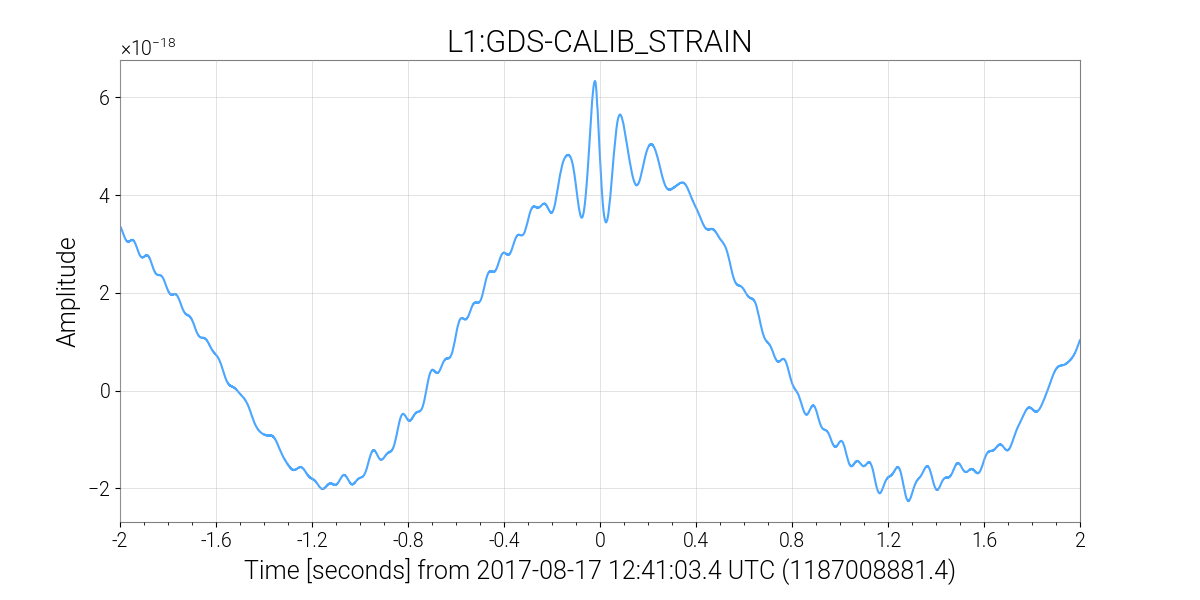 L1:GDS-CALIB_STRAIN
×10⁻¹⁸
6
4
2
0
−2
Amplitude
-2 -1.6 -1.2 -0.8 -0.4 0 0.4 0.8 1.2 1.6 2
Time [seconds] from 2017-08-17 12:41:03.4 UTC (1187008881.4)